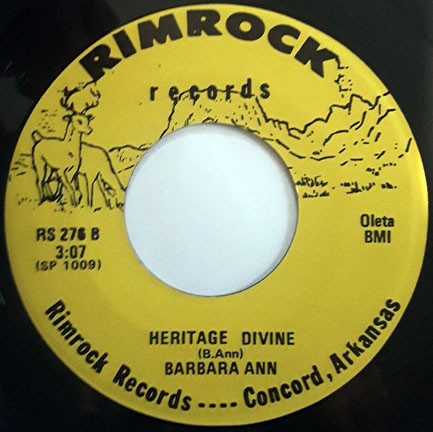 RIMROCK
records
RS 276 B
3:07
(SP 1009)
Oleta
BMI
HERITAGE DIVINE
(B.Ann)
BARBARA ANN
Rimrock Records ---- Concord, Arkansas